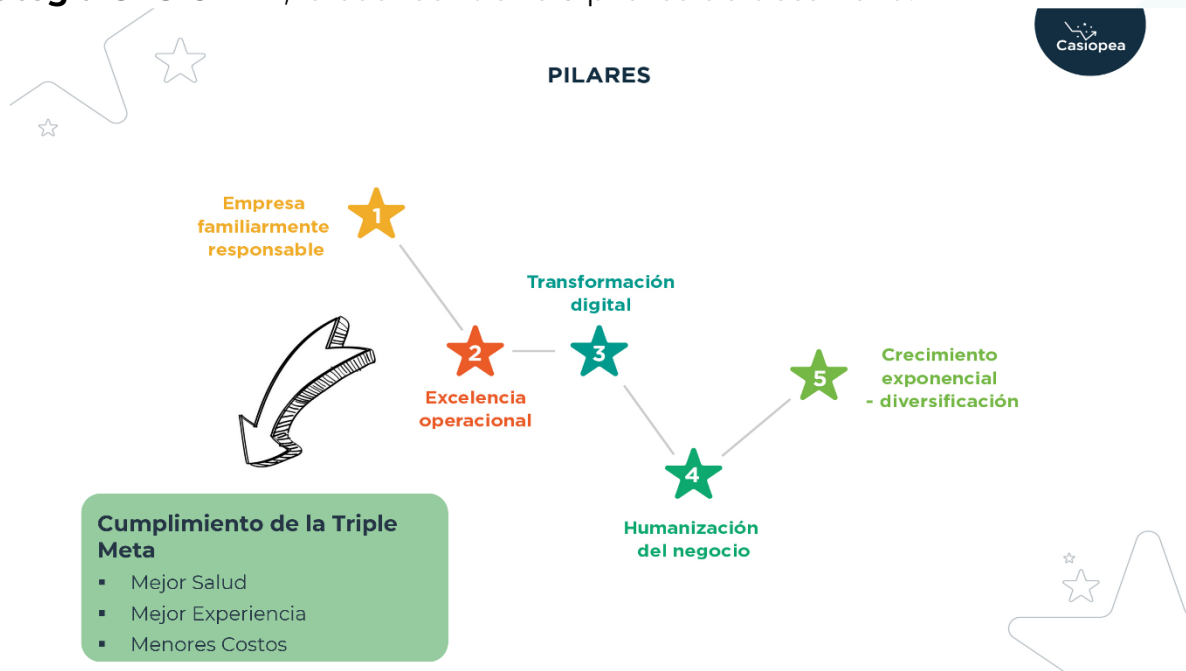 Casiopea
PILARES
Empresa
familiarmente
responsable
1
Transformación
digital
2
3
Excelencia
operacional
Crecimiento
exponencial
- diversificación
5
4
Humanización
del negocio
Cumplimiento de la Triple
Meta
▪ Mejor Salud
▪ Mejor Experiencia
▪ Menores Costos